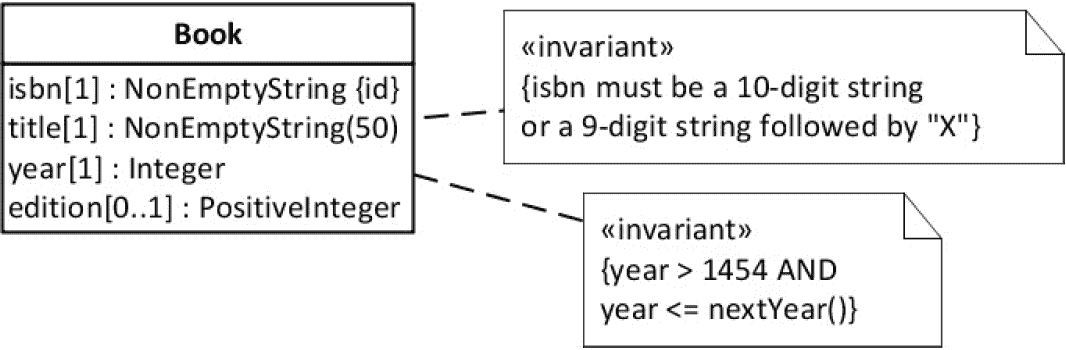 Book
isbn[1] : NonEmptyString {id}
title[1] : NonEmptyString(50)
year[1] : Integer
edition[0..1] : PositiveInteger
«invariant»
{isbn must be a 10-digit string
or a 9-digit string followed by "X"}
«invariant»
{year > 1454 AND
year <= nextYear()}